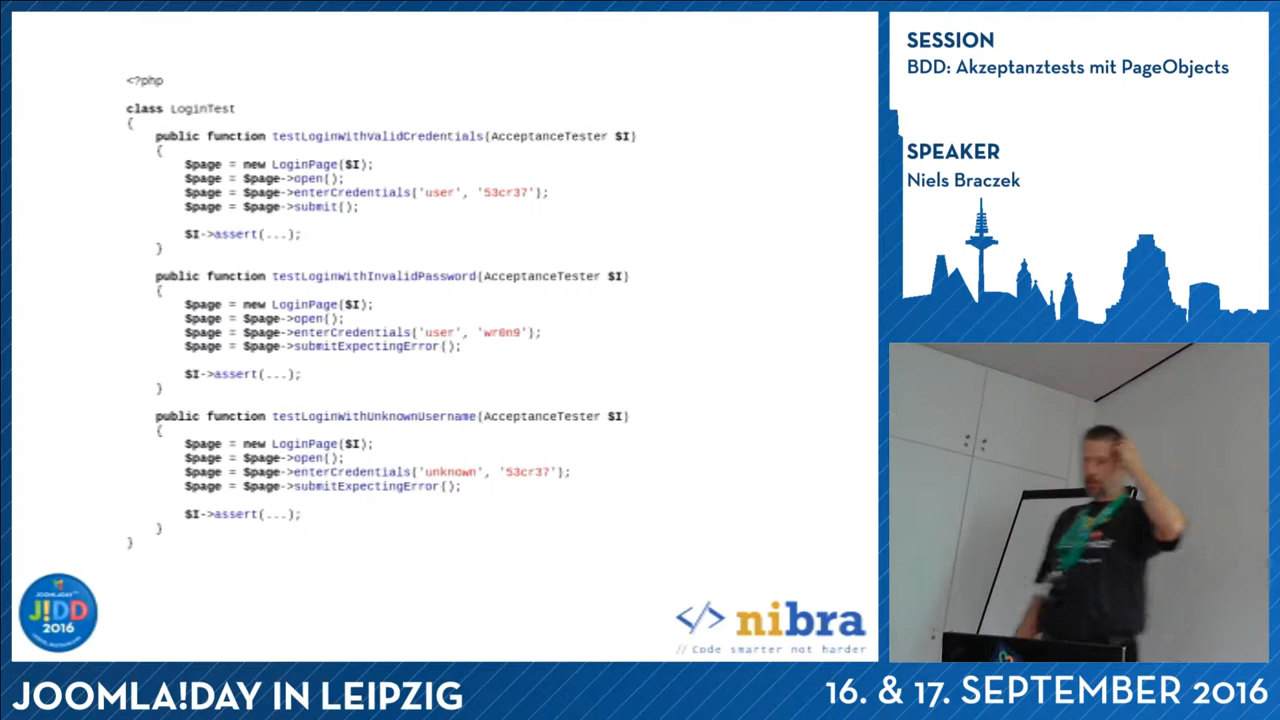 <?php
class LoginTest
{
public function testLoginWithValidCredentials(AcceptanceTester $I)
{
$page = new LoginPage($I);
$page = $page->open();
$page = $page->enterCredentials('user', '53cr37');
$page = $page->submit();
$I->assert(...);
}
public function testLoginWithInvalidPassword(AcceptanceTester $I)
{
$page = new LoginPage($I);
$page = $page->open();
$page = $page->enterCredentials('user', 'wr0n9');
$page = $page->submitExpectingError();
$I->assert(...);
}
public function testLoginWithUnknownUsername(AcceptanceTester $I)
{
$page = new LoginPage($I);
$page = $page->open();
$page = $page->enterCredentials('unknown', '53cr37');
$page = $page->submitExpectingError();
$I->assert(...);
}
}
JOOMLA!DAY
J!DD
2016
</> nibra
// Code smarter not harder
SESSION
BDD: Akzeptanztests mit PageObjects
SPEAKER
Niels Braczek
JOOMLA!DAY IN LEIPZIG
16. & 17. SEPTEMBER 2016